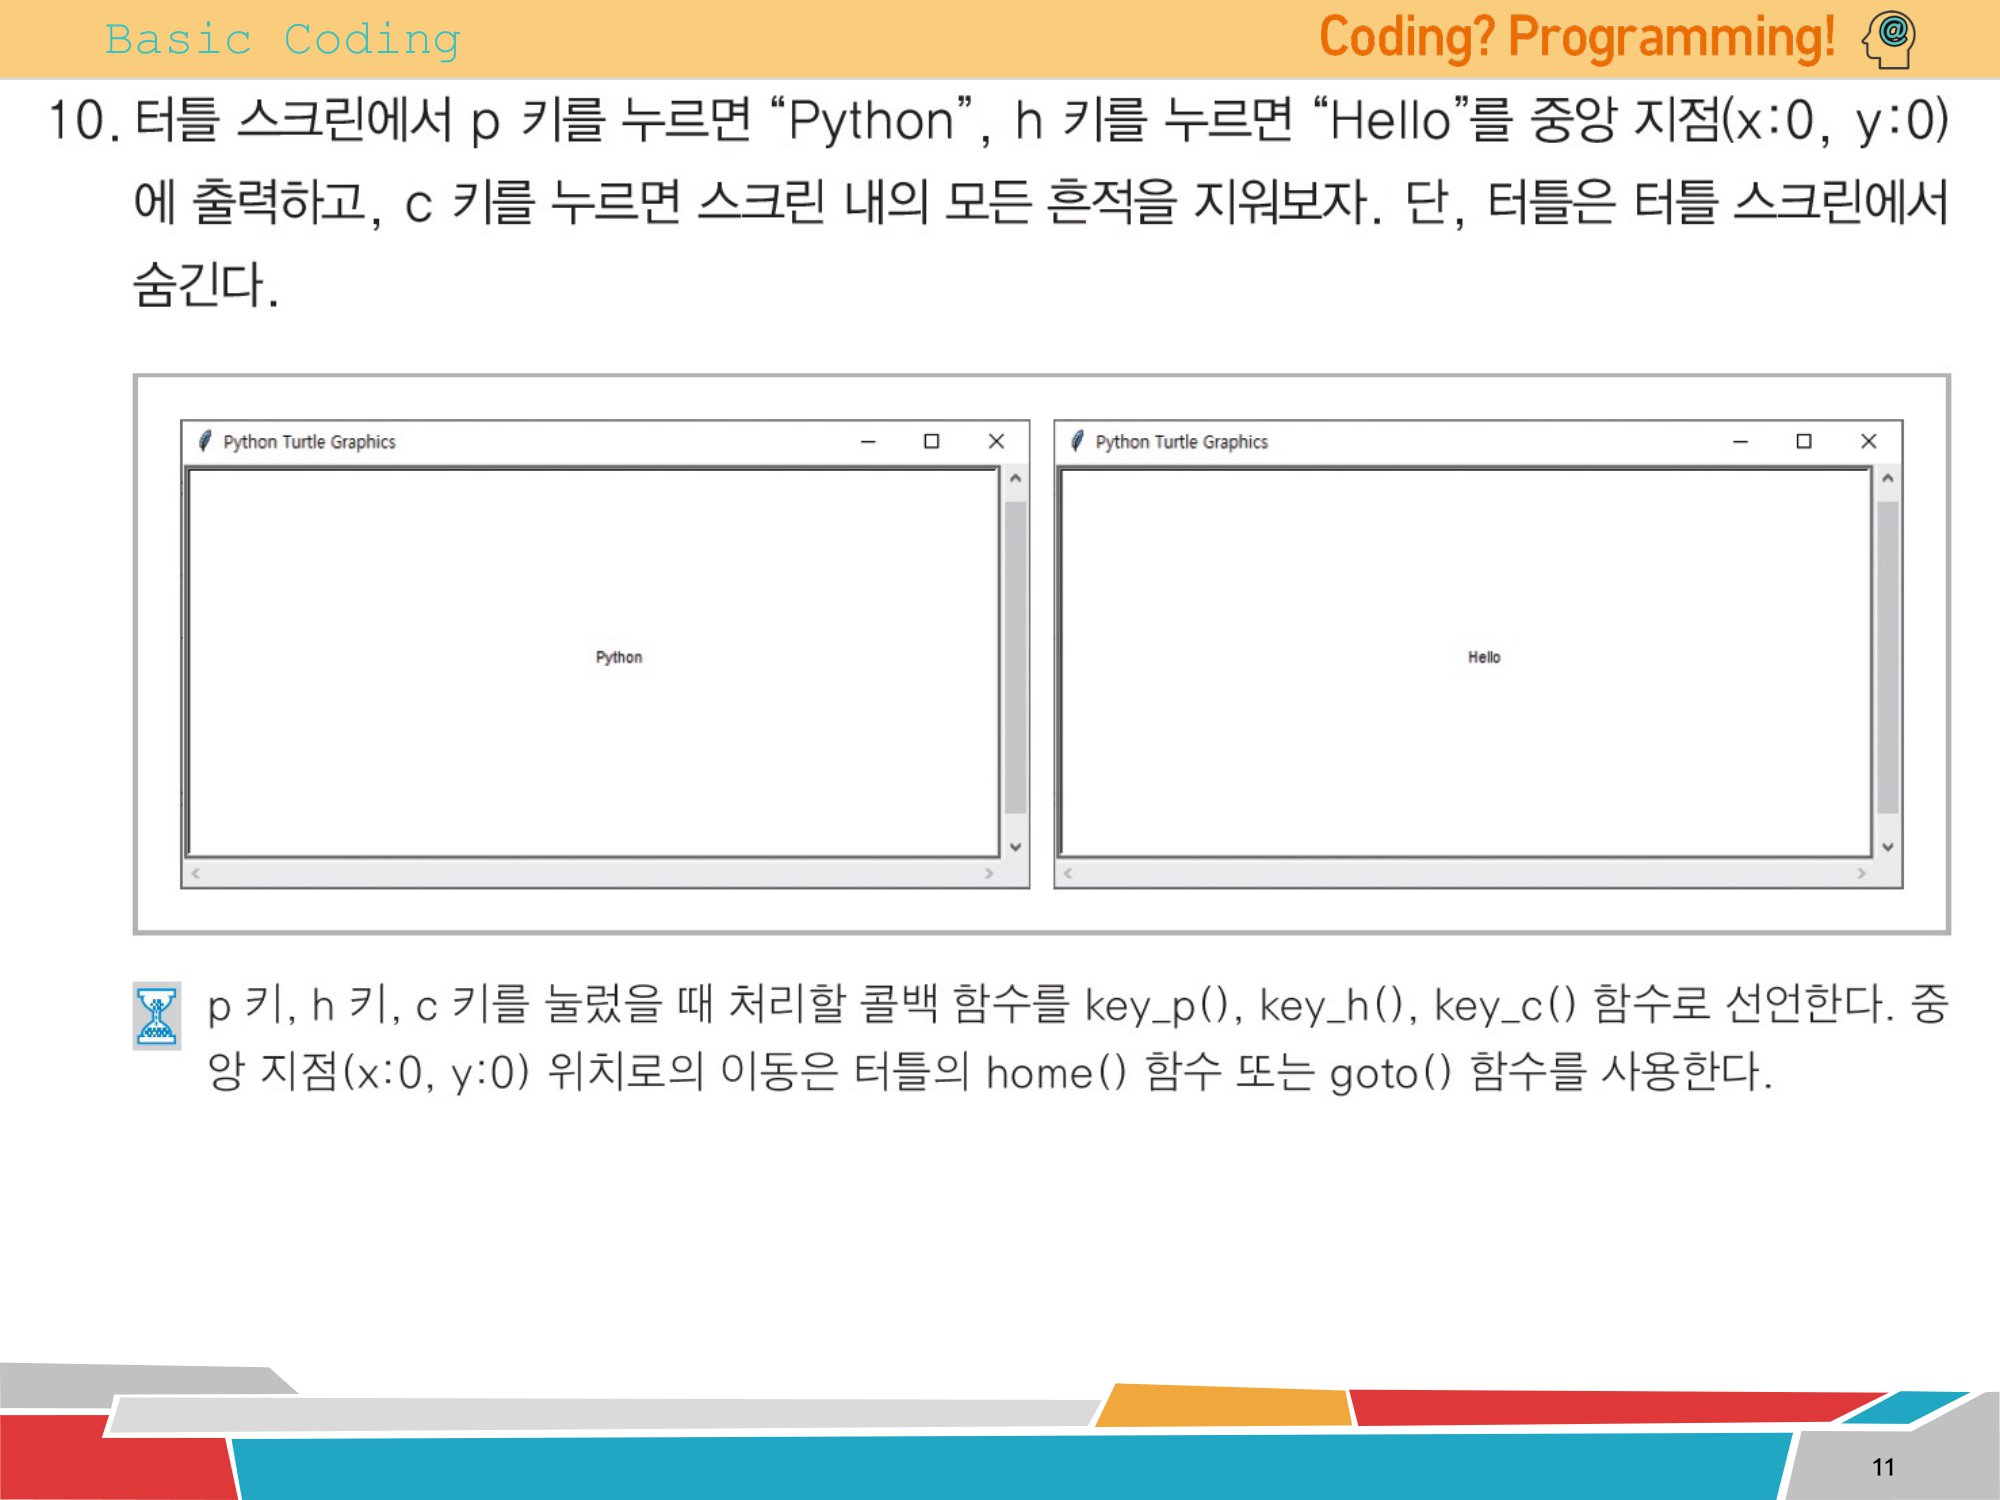 Basic Coding
Coding? Programming!
10. 터틀 스크린에서 p 키를 누르면 “Python”, h 키를 누르면 “Hello”를 중앙 지점(x:0, y:0)
에 출력하고, c 키를 누르면 스크린 내의 모든 흔적을 지워보자. 단, 터틀은 터틀 스크린에서
숨긴다.
Python Turtle Graphics
Python
Python Turtle Graphics
Hello
p 키, h 키, c 키를 눌렀을 때 처리할 콜백 함수를 key_p(), key_h(), key_c() 함수로 선언한다. 중
앙 지점(x:0, y:0) 위치로의 이동은 터틀의 home() 함수 또는 goto() 함수를 사용한다.
11